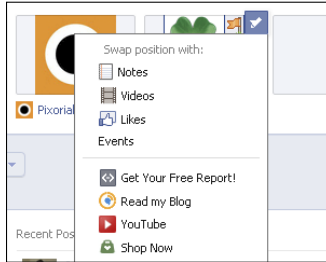 Swap position with:
Notes
Videos
Pixorial
Likes
Events
Get Your Free Report!
Read my Blog
Recent
YouTube
Shop Now